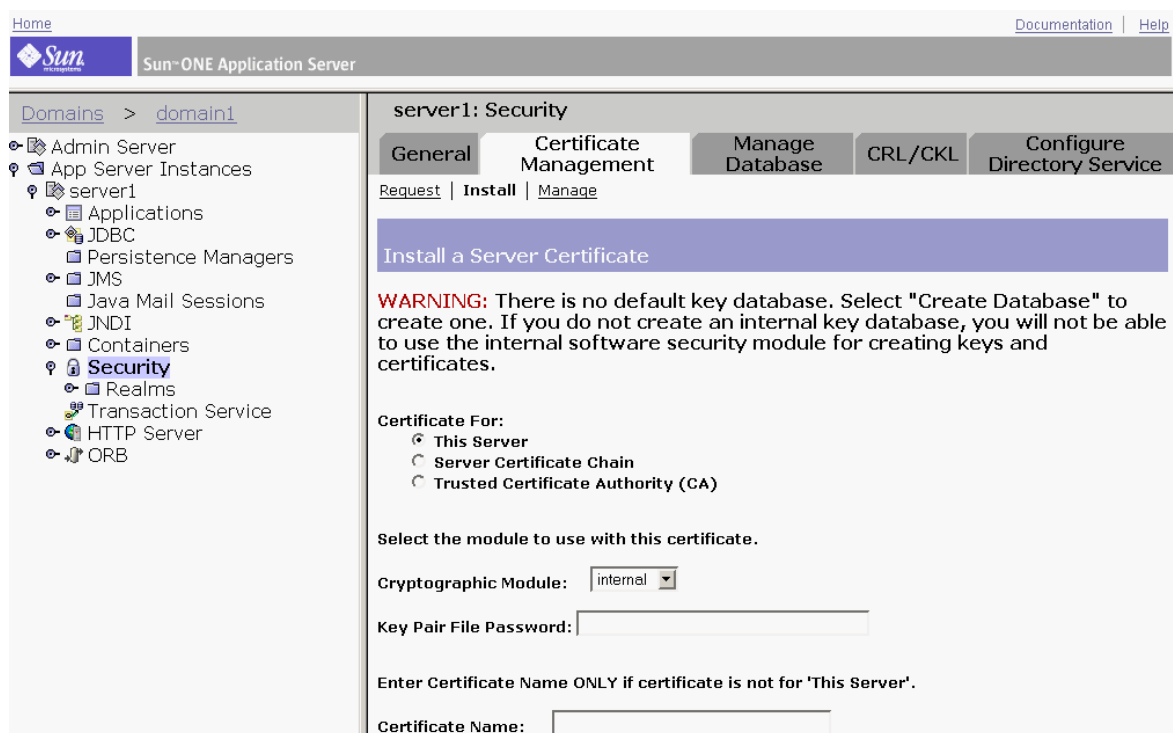 Home
Documentation | Help
Sun
microsystems
Sun™ ONE Application Server
Domains > domain1
Admin Server
App Server Instances
server1
Applications
JDBC
Persistence Managers
JMS
Java Mail Sessions
JNDI
Containers
Security
Realms
Transaction Service
HTTP Server
ORB
server1: Security
General
Certificate Management
Manage Database
CRL/CKL
Configure Directory Service
Request | Install | Manage
Install a Server Certificate
WARNING: There is no default key database. Select "Create Database" to
create one. If you do not create an internal key database, you will not be able
to use the internal software security module for creating keys and
certificates.
Certificate For:
This Server
Server Certificate Chain
Trusted Certificate Authority (CA)
Select the module to use with this certificate.
Cryptographic Module: internal
Key Pair File Password:
Enter Certificate Name ONLY if certificate is not for 'This Server'.
Certificate Name: